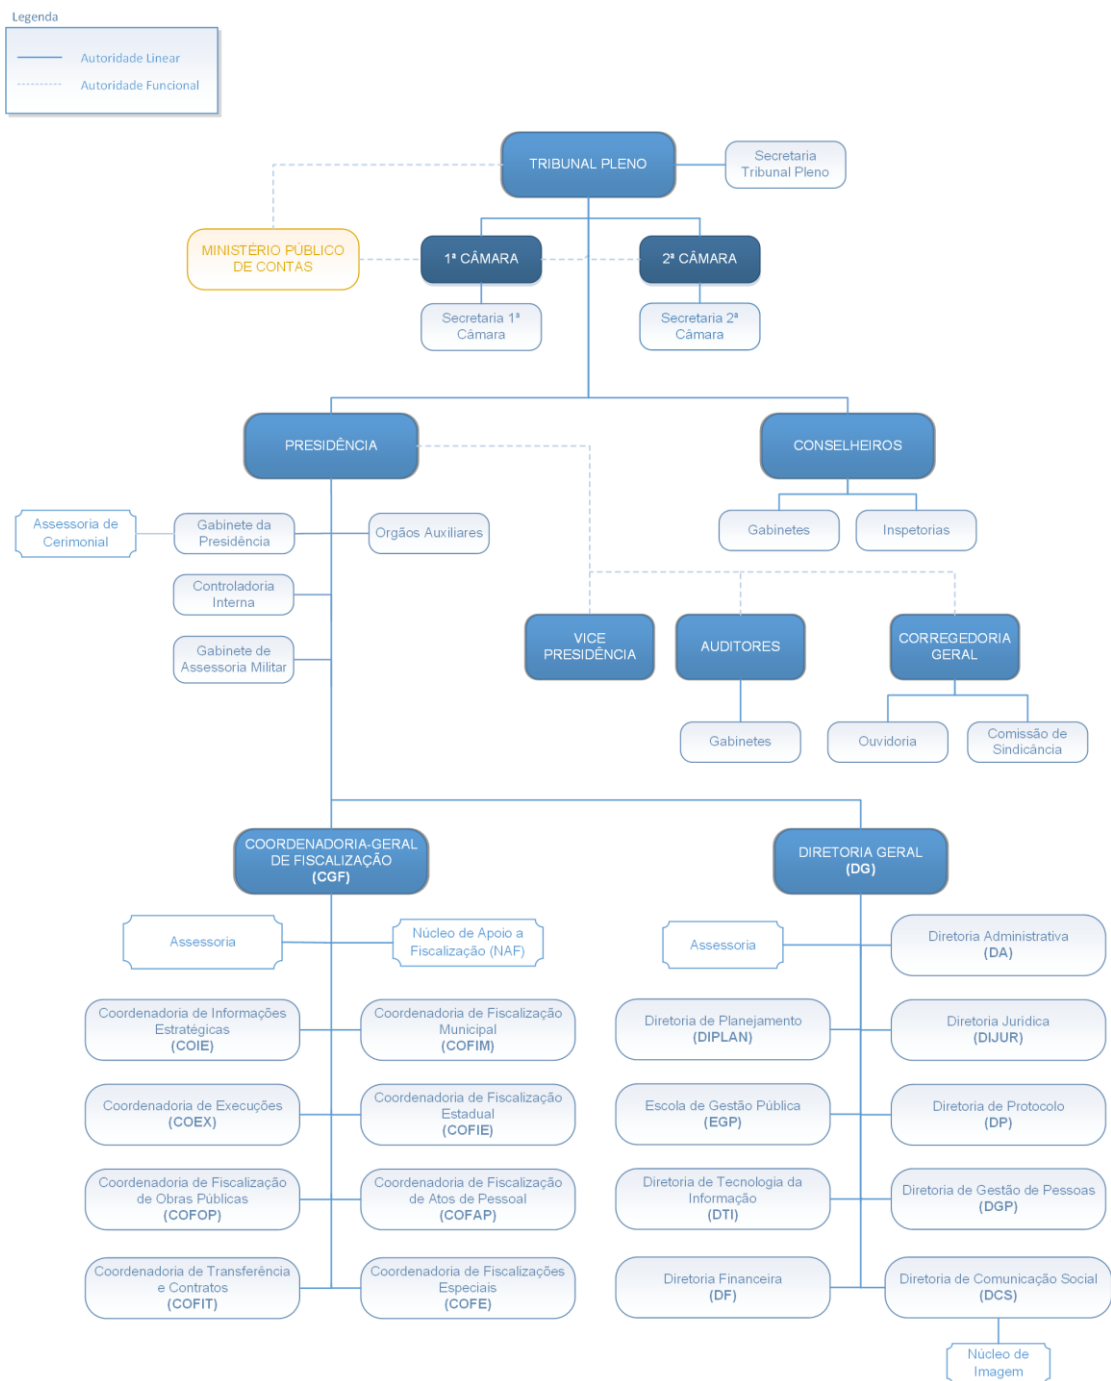 Legenda
Autoridade Linear
Autoridade Funcional
TRIBUNAL PLENO
Secretaria
Tribunal Pleno
MINISTÉRIO PÚBLICO
DE CONTAS
1ª CÂMARA
2ª CÂMARA
Secretaria 1ª
Câmara
Secretaria 2ª
Câmara
PRESIDÊNCIA
CONSELHEIROS
Assessoria de
Cerimonial
Gabinete da
Presidência
Orgãos Auxiliares
Gabinetes
Inspetorias
Controladoria
Interna
Gabinete de
Assessoria Militar
VICE
PRESIDÊNCIA
AUDITORES
CORREGEDORIA
GERAL
Gabinetes
Ouvidoria
Comissão de
Sindicância
COORDENADORIA-GERAL
DE FISCALIZAÇÃO
(CGF)
DIRETORIA GERAL
(DG)
Assessoria
Núcleo de Apoio a
Fiscalização (NAF)
Assessoria
Diretoria Administrativa
(DA)
Coordenadoria de Informações
Estratégicas
(COIE)
Coordenadoria de Fiscalização
Municipal
(COFIM)
Diretoria de Planejamento
(DIPLAN)
Diretoria Juridica
(DIJUR)
Coordenadoria de Execuções
(COEX)
Coordenadoria de Fiscalização
Estadual
(COFIE)
Escola de Gestão Pública
(EGP)
Diretoria de Protocolo
(DP)
Coordenadoria de Fiscalização
de Obras Públicas
(COFOP)
Coordenadoria de Fiscalização
de Atos de Pessoal
(COFAP)
Diretoria de Tecnologia da
Informação
(DTI)
Diretoria de Gestão de Pessoas
(DGP)
Coordenadoria de Transferência
e Contratos
(COFIT)
Coordenadoria de Fiscalizações
Especiais
(COFE)
Diretoria Financeira
(DF)
Diretoria de Comunicação Social
(DCS)
Núcleo de
Imagem